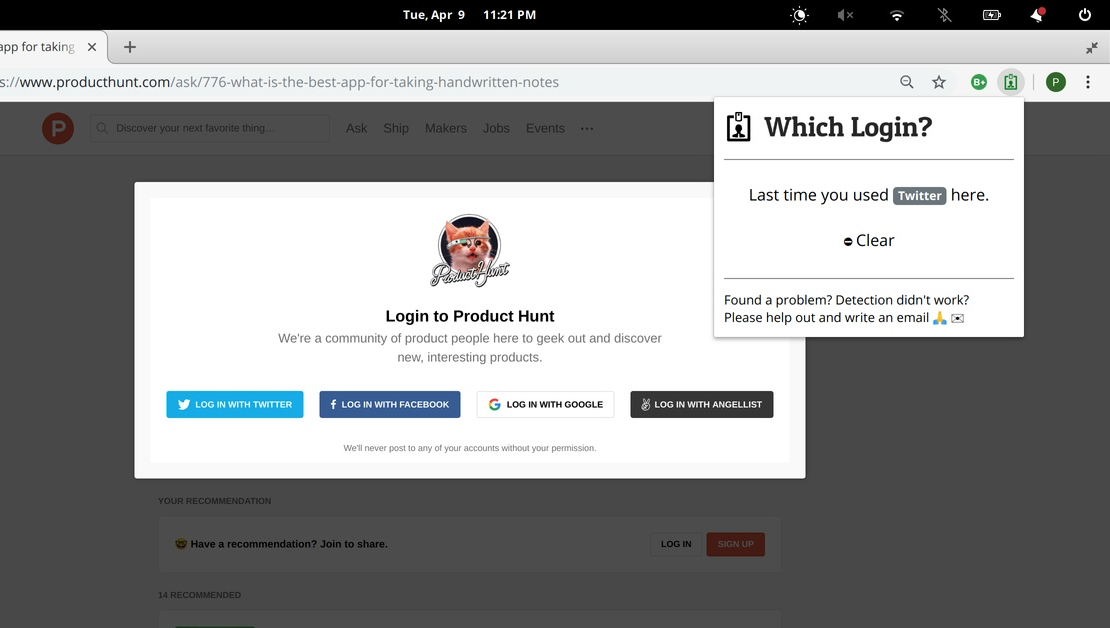 Tue, Apr 9 11:21 PM
app for taking
s://www.producthunt.com/ask/776-what-is-the-best-app-for-taking-handwritten-notes
B+
P
P
Discover your next favorite thing...
Ask Ship Makers Jobs Events ···
Which Login?
Last time you used Twitter here.
Clear
Found a problem? Detection didn't work?
Please help out and write an email 🙏 ✉
Product Hunt
Login to Product Hunt
We're a community of product people here to geek out and discover
new, interesting products.
LOG IN WITH TWITTER
LOG IN WITH FACEBOOK
LOG IN WITH GOOGLE
LOG IN WITH ANGELLIST
We'll never post to any of your accounts without your permission.
YOUR RECOMMENDATION
🤓 Have a recommendation? Join to share.
LOG IN
SIGN UP
14 RECOMMENDED